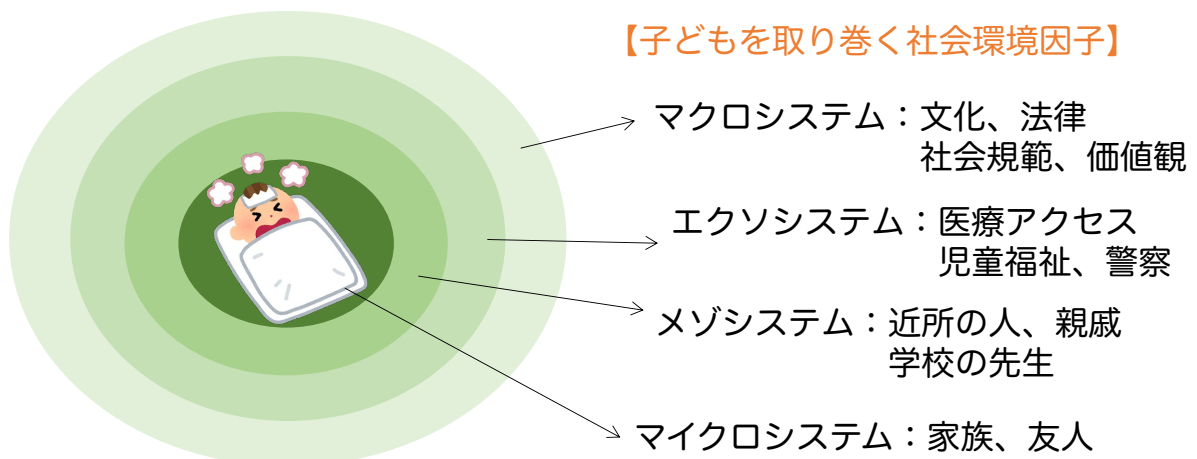 【子どもを取り巻く社会環境因子】
マクロシステム：文化、法律
社会規範、価値観
エクソシステム：医療アクセス
児童福祉、警察
メゾシステム：近所の人、親戚
学校の先生
マイクロシステム：家族、友人